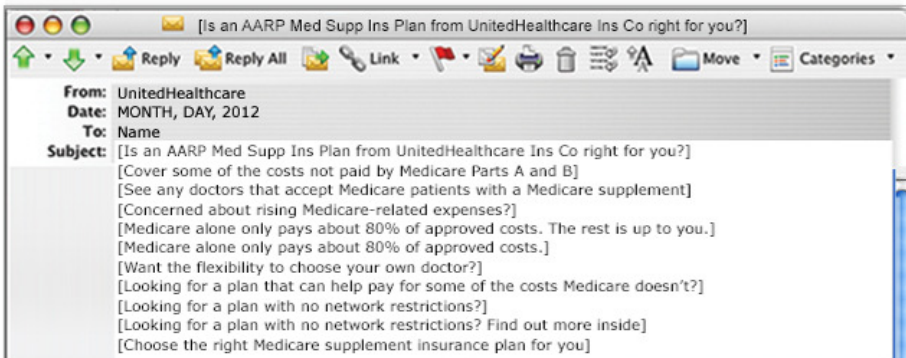 [Is an AARP Med Supp Ins Plan from UnitedHealthcare Ins Co right for you?]
Reply Reply All Link Move Categories
From: UnitedHealthcare
Date: MONTH, DAY, 2012
To: Name
Subject: [Is an AARP Med Supp Ins Plan from UnitedHealthcare Ins Co right for you?]
[Cover some of the costs not paid by Medicare Parts A and B]
[See any doctors that accept Medicare patients with a Medicare supplement]
[Concerned about rising Medicare-related expenses?]
[Medicare alone only pays about 80% of approved costs. The rest is up to you.]
[Medicare alone only pays about 80% of approved costs.]
[Want the flexibility to choose your own doctor?]
[Looking for a plan that can help pay for some of the costs Medicare doesn't?]
[Looking for a plan with no network restrictions?]
[Looking for a plan with no network restrictions? Find out more inside]
[Choose the right Medicare supplement insurance plan for you]